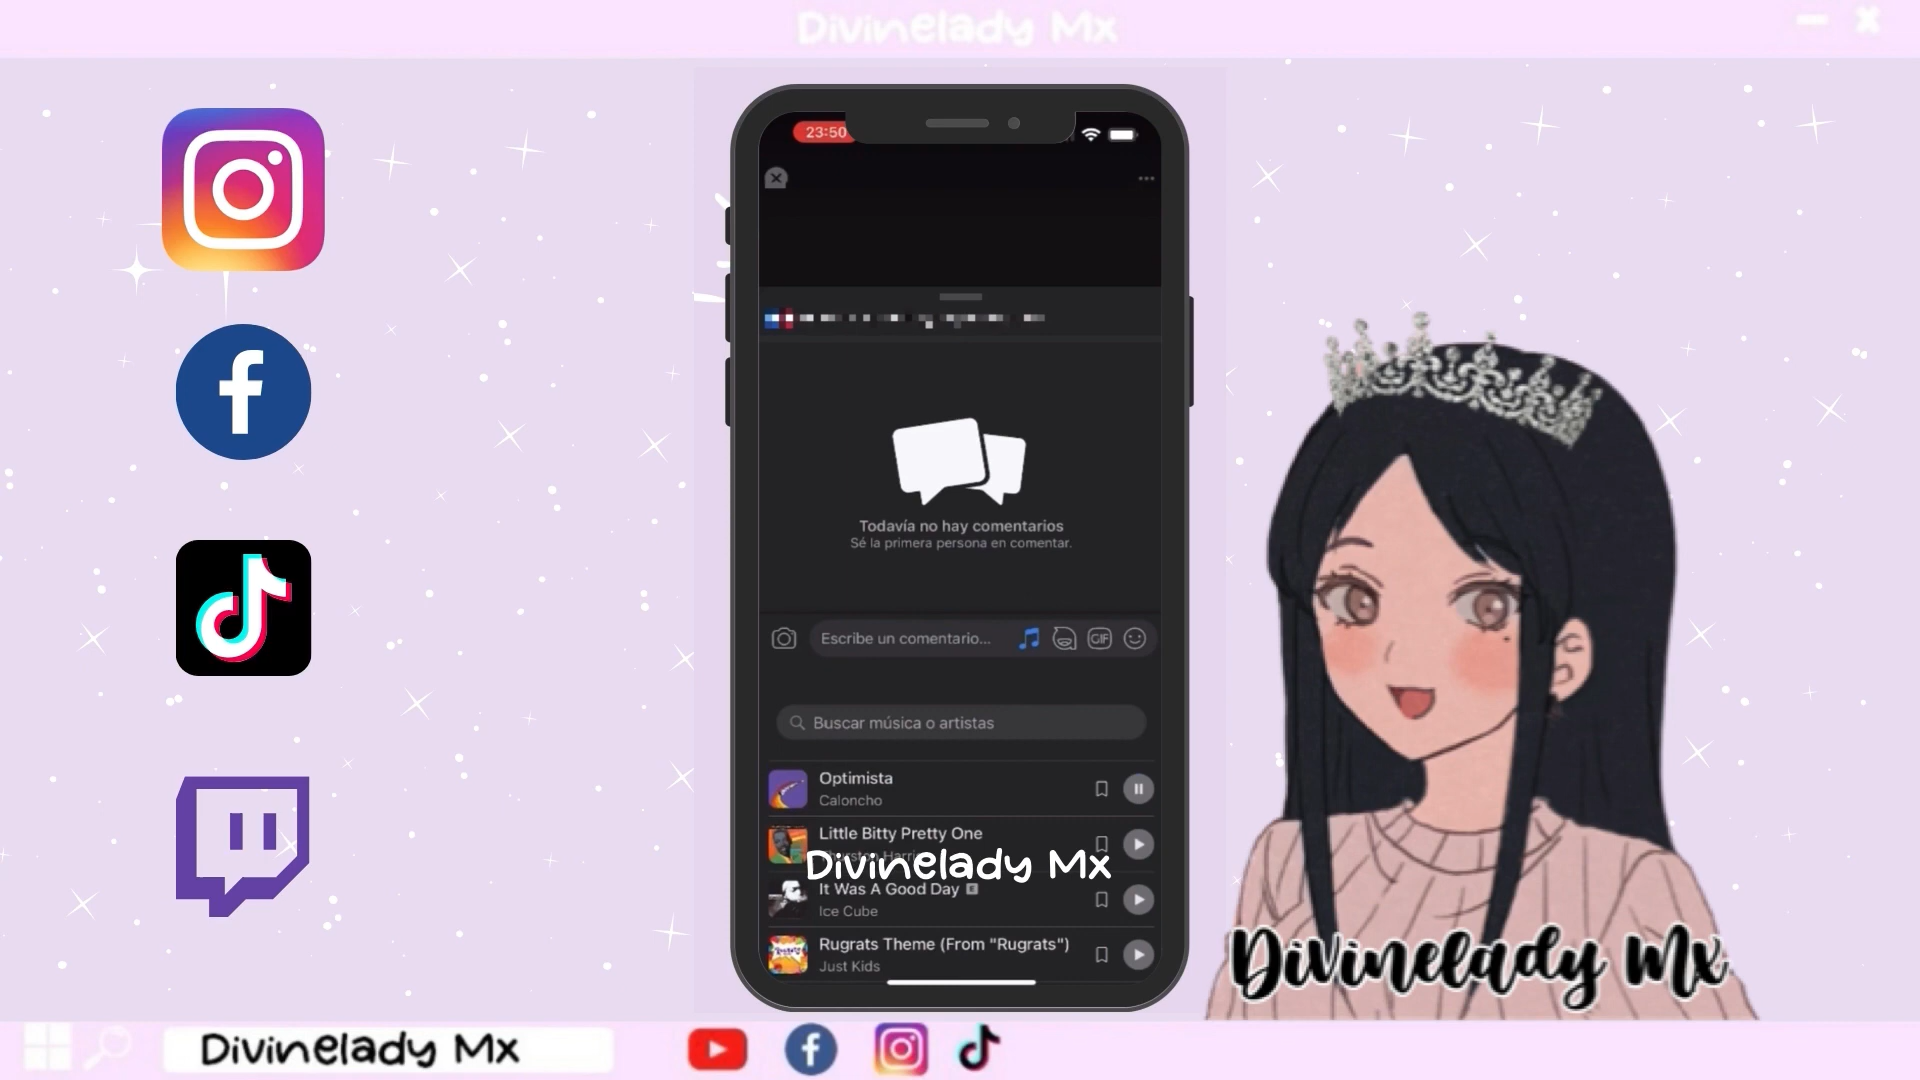 Divinelady Mx
23:50
Todavía no hay comentarios
Sé la primera persona en comentar.
Escribe un comentario...
GIF
Buscar música o artistas
Optimista
Caloncho
Little Bitty Pretty One
Thurston Harris
Divinelady Mx
It Was A Good Day E
Ice Cube
Rugrats Theme (From "Rugrats")
Just Kids
Divinelady Mx
Divinelady Mx